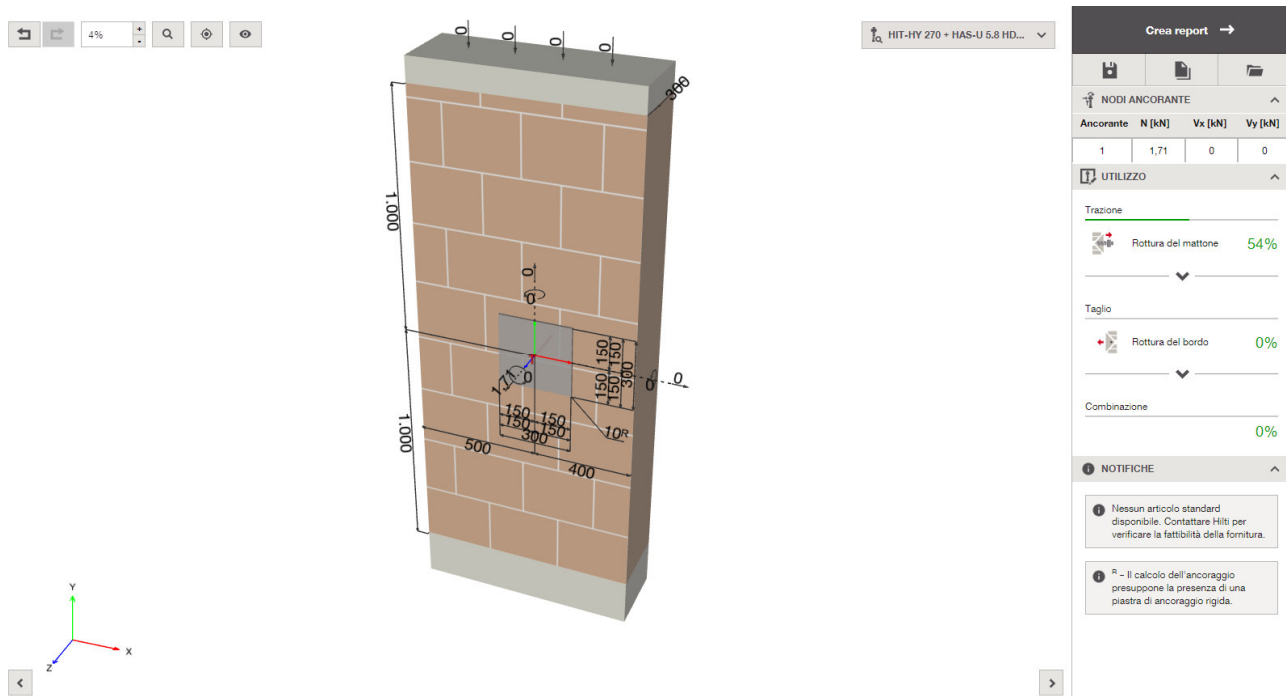 4%
+
-
HIT-HY 270 + HAS-U 5.8 HD...
Crea report
NODI ANCORANTE
Ancorante N [kN] Vx [kN] Vy [kN]
1 1,71 0 0
UTILIZZO
Trazione
Rottura del mattone 54%
Taglio
Rottura del bordo 0%
Combinazione
0%
NOTIFICHE
Nessun articolo standard
disponibile. Contattare Hilti per
verificare la fattibilità della fornitura.
R – Il calcolo dell'ancoraggio
presuppone la presenza di una
piastra di ancoraggio rigida.
0 0 0 0
300
1.000
0
0
150 150
300
150 150
0 0
1,71
0
1.000
150 150
150 150
300
10R
500
400
Y
X
Z